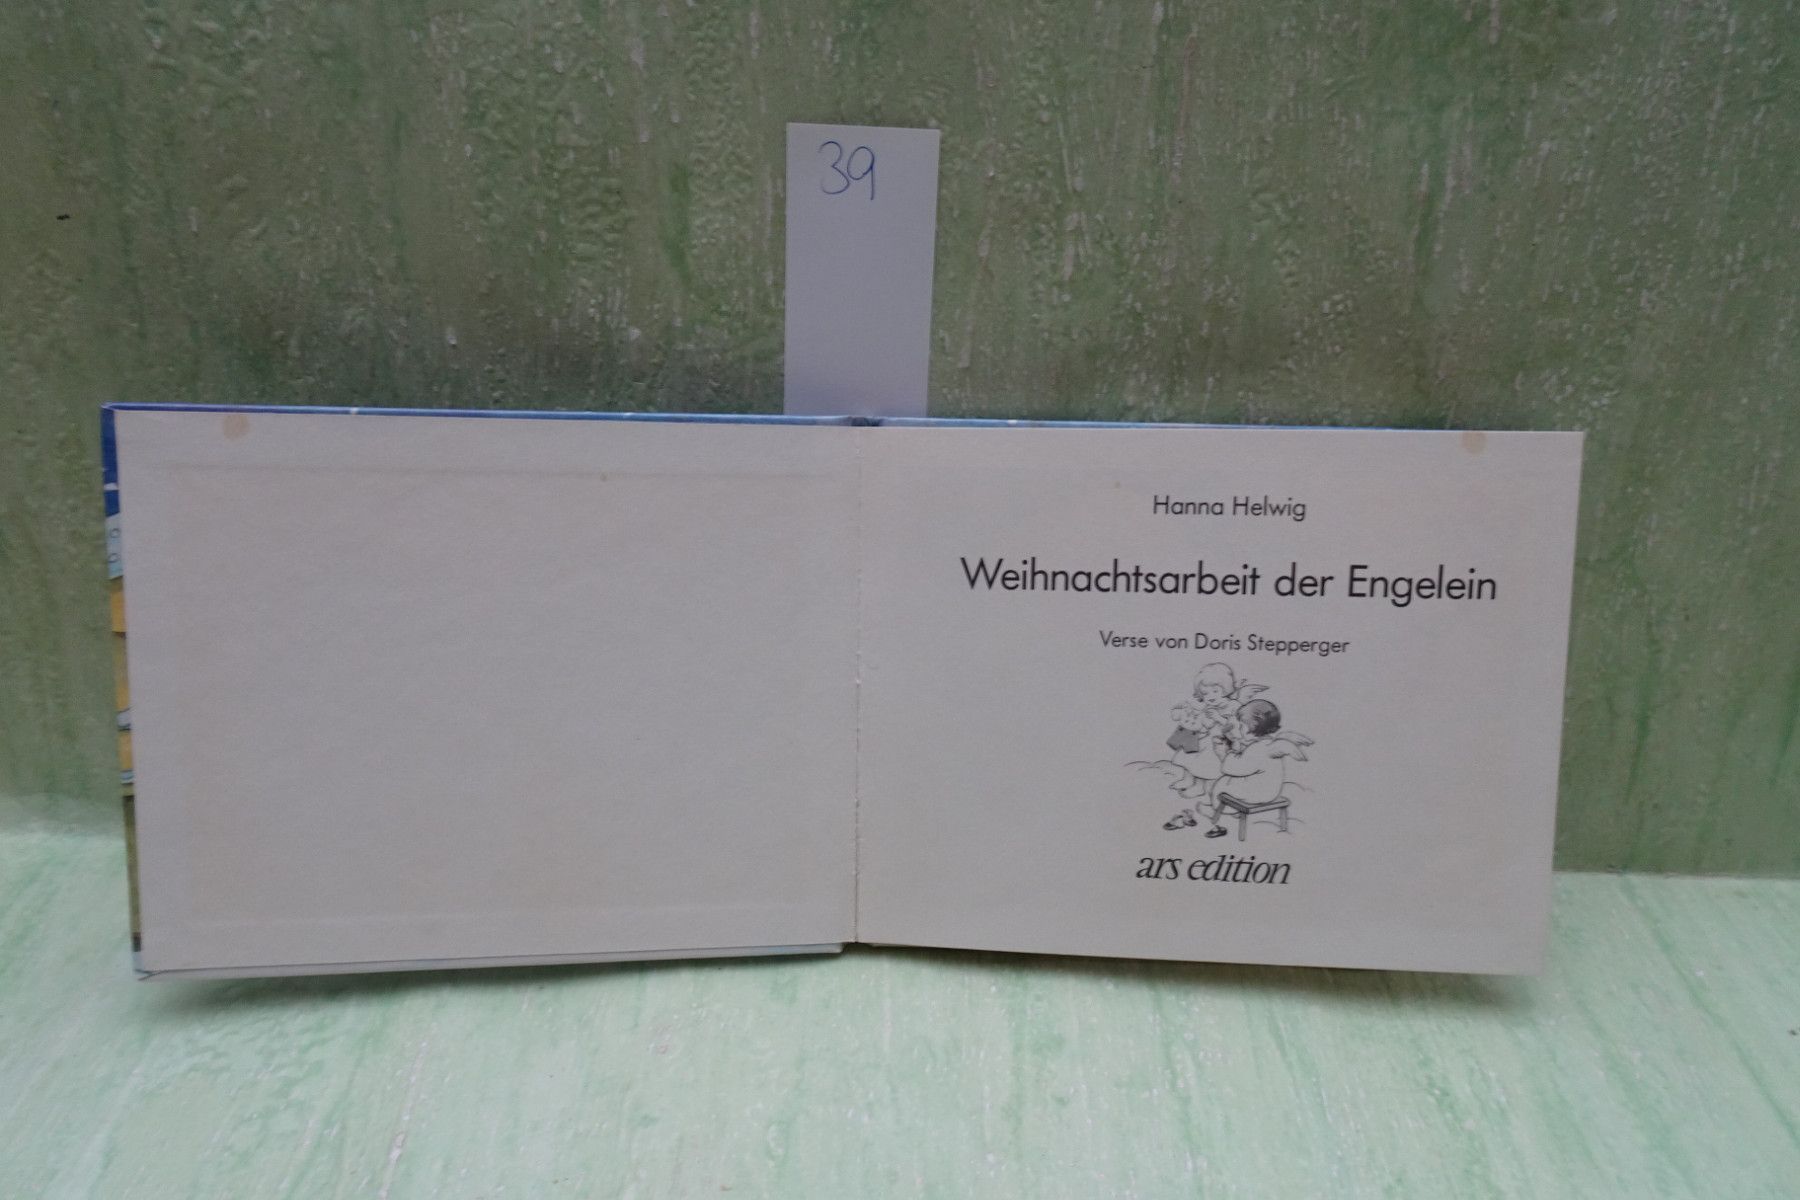 39
Hanna Helwig
Weihnachtsarbeit der Engelein
Verse von Doris Stepperger
ars edition